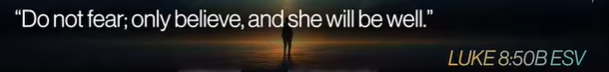 “Do not fear; only believe, and she will be well.”
LUKE 8:50B ESV